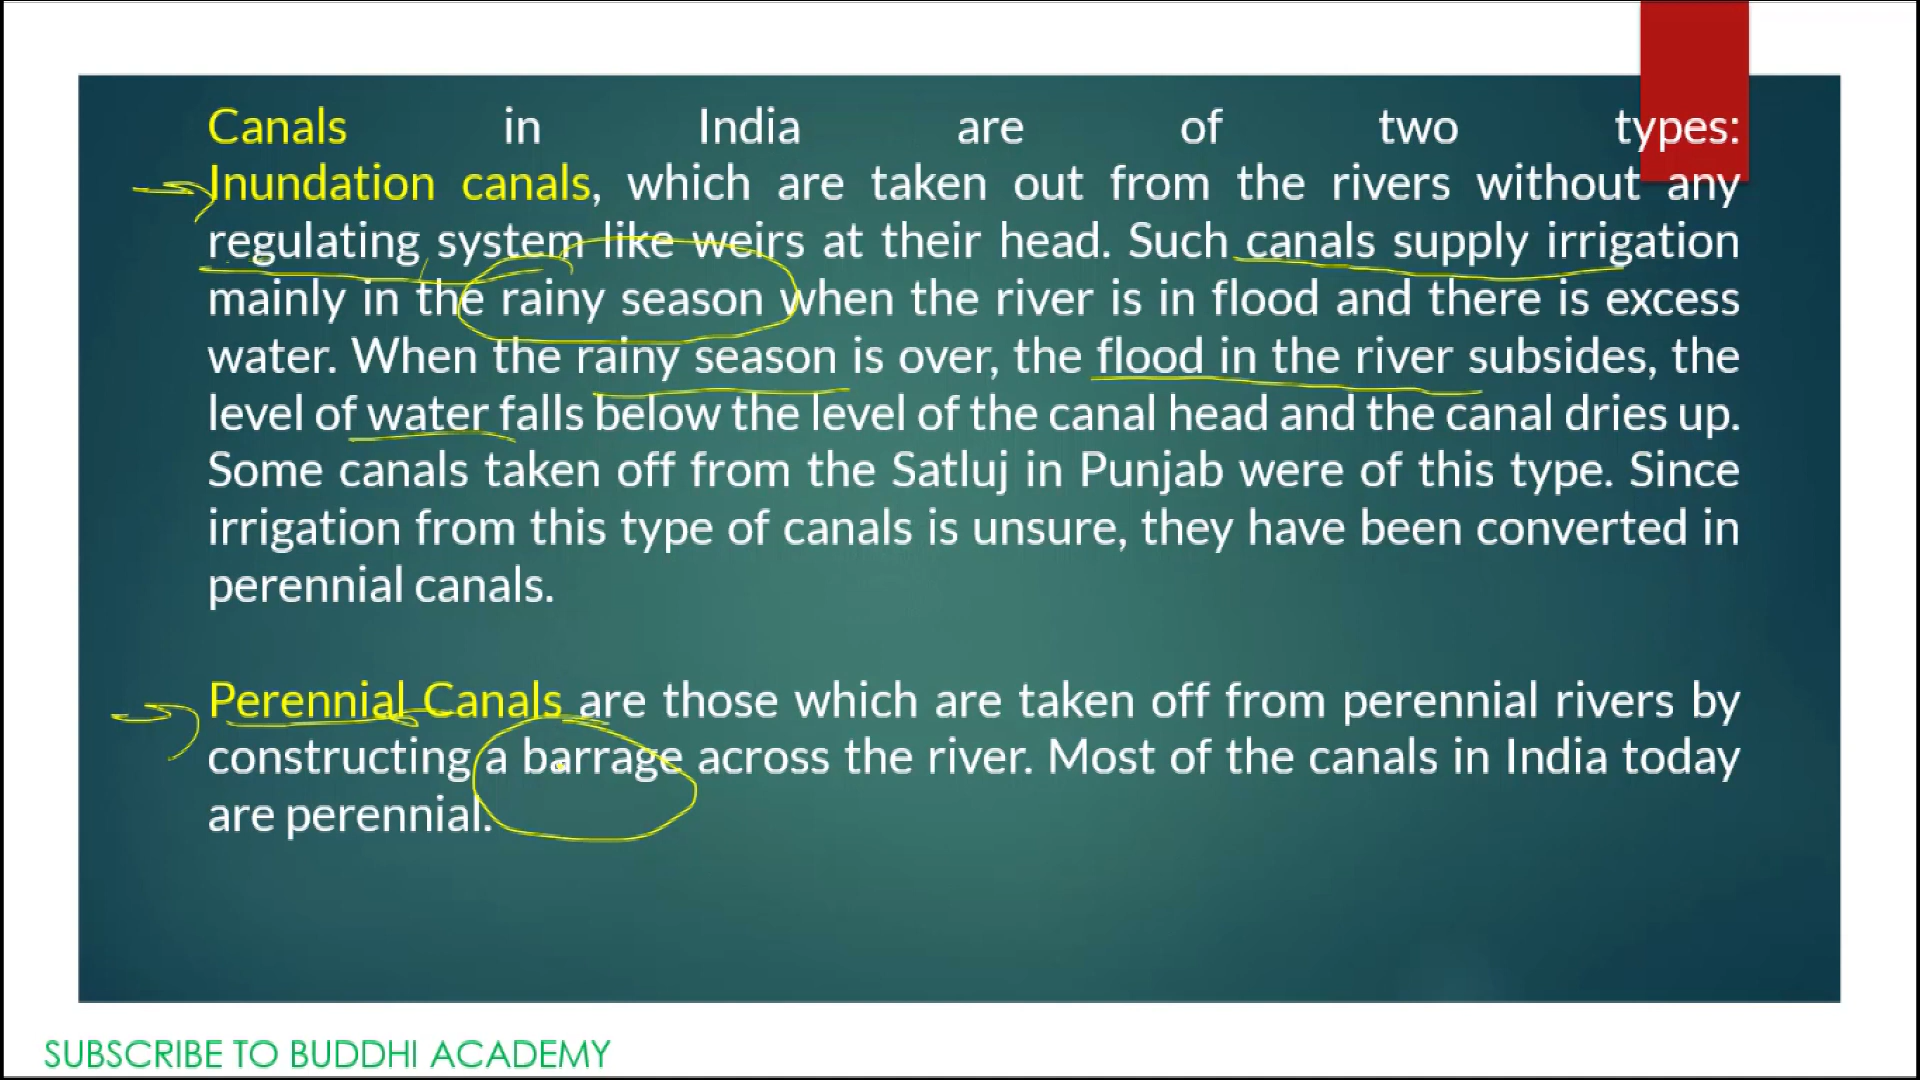 Canals in India are of two types:
Inundation canals, which are taken out from the rivers without any
regulating system like weirs at their head. Such canals supply irrigation
mainly in the rainy season when the river is in flood and there is excess
water. When the rainy season is over, the flood in the river subsides, the
level of water falls below the level of the canal head and the canal dries up.
Some canals taken off from the Satluj in Punjab were of this type. Since
irrigation from this type of canals is unsure, they have been converted in
perennial canals.
Perennial Canals are those which are taken off from perennial rivers by
constructing a barrage across the river. Most of the canals in India today
are perennial.
SUBSCRIBE TO BUDDHI ACADEMY